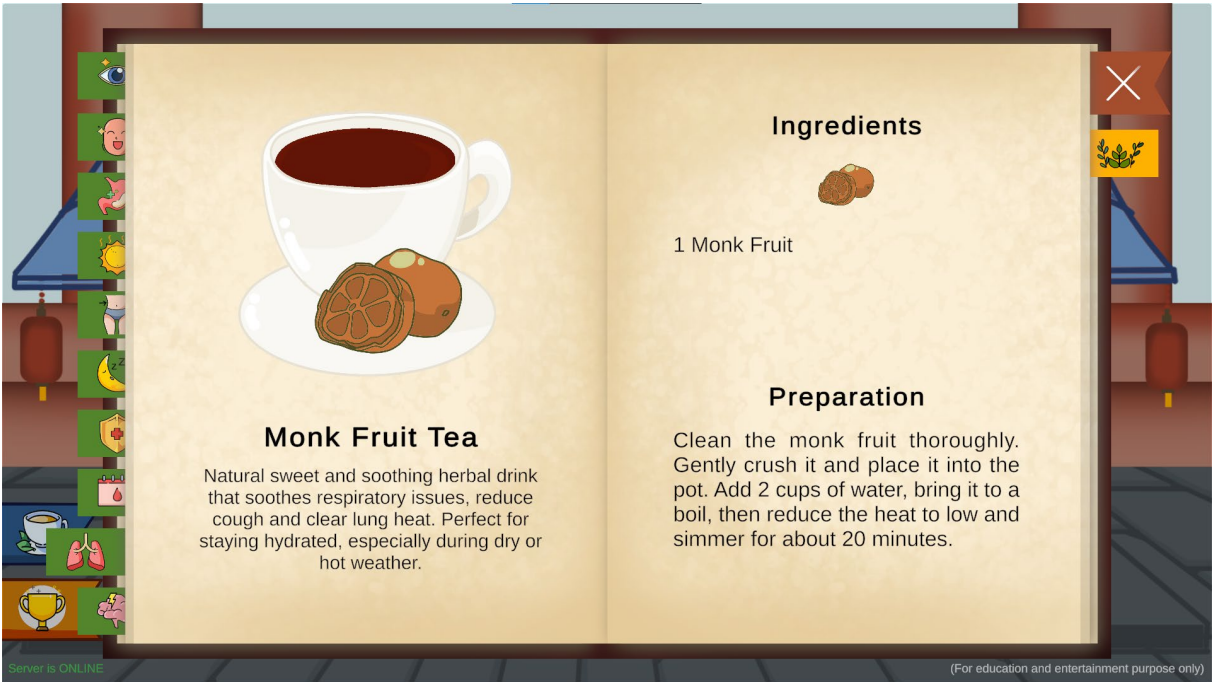 Monk Fruit Tea
Natural sweet and soothing herbal drink
that soothes respiratory issues, reduce
cough and clear lung heat. Perfect for
staying hydrated, especially during dry or
hot weather.
Ingredients
1 Monk Fruit
Preparation
Clean the monk fruit thoroughly.
Gently crush it and place it into the
pot. Add 2 cups of water, bring it to a
boil, then reduce the heat to low and
simmer for about 20 minutes.
zz
Server is ONLINE
(For education and entertainment purpose only)